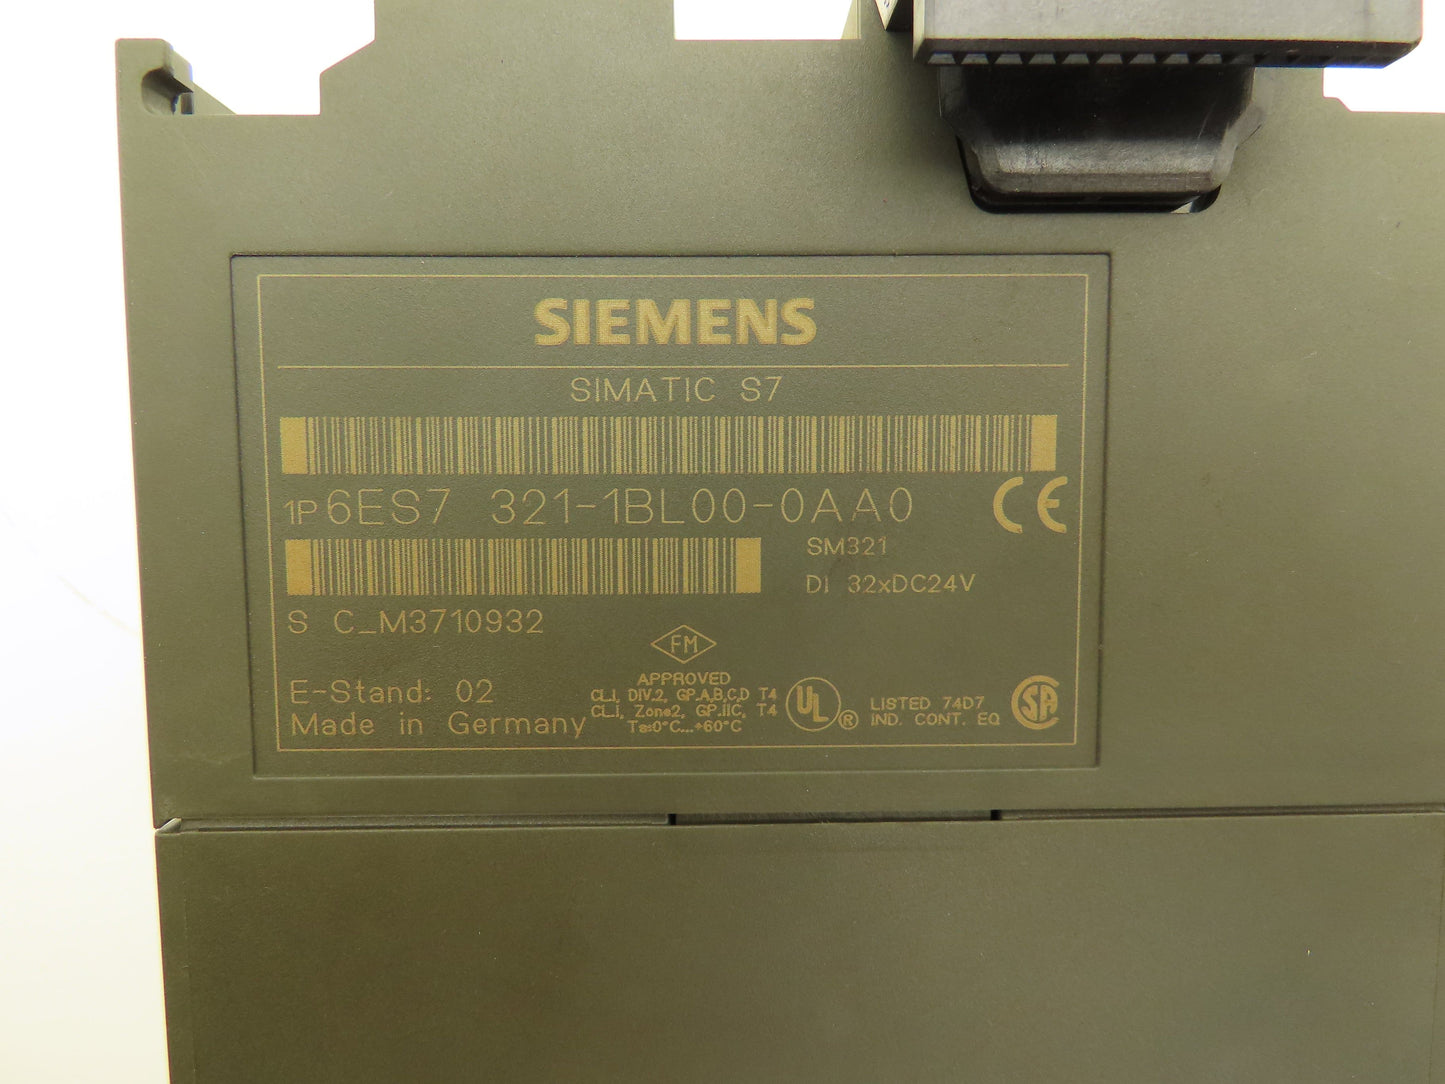 SIEMENS
SIMATIC S7
1P 6ES7 321-1BL00-0AA0
CE
SM321
DI 32xDC24V
S C_M3710932
FM
APPROVED
CL.I, DIV.2, GP.A,B,C,D T4
CL.I, Zone2, GP.IIC, T4
Ta:0°C...+60°C
E-Stand: 02
Made in Germany
UL ®
LISTED 74D7
IND. CONT. EQ
SA